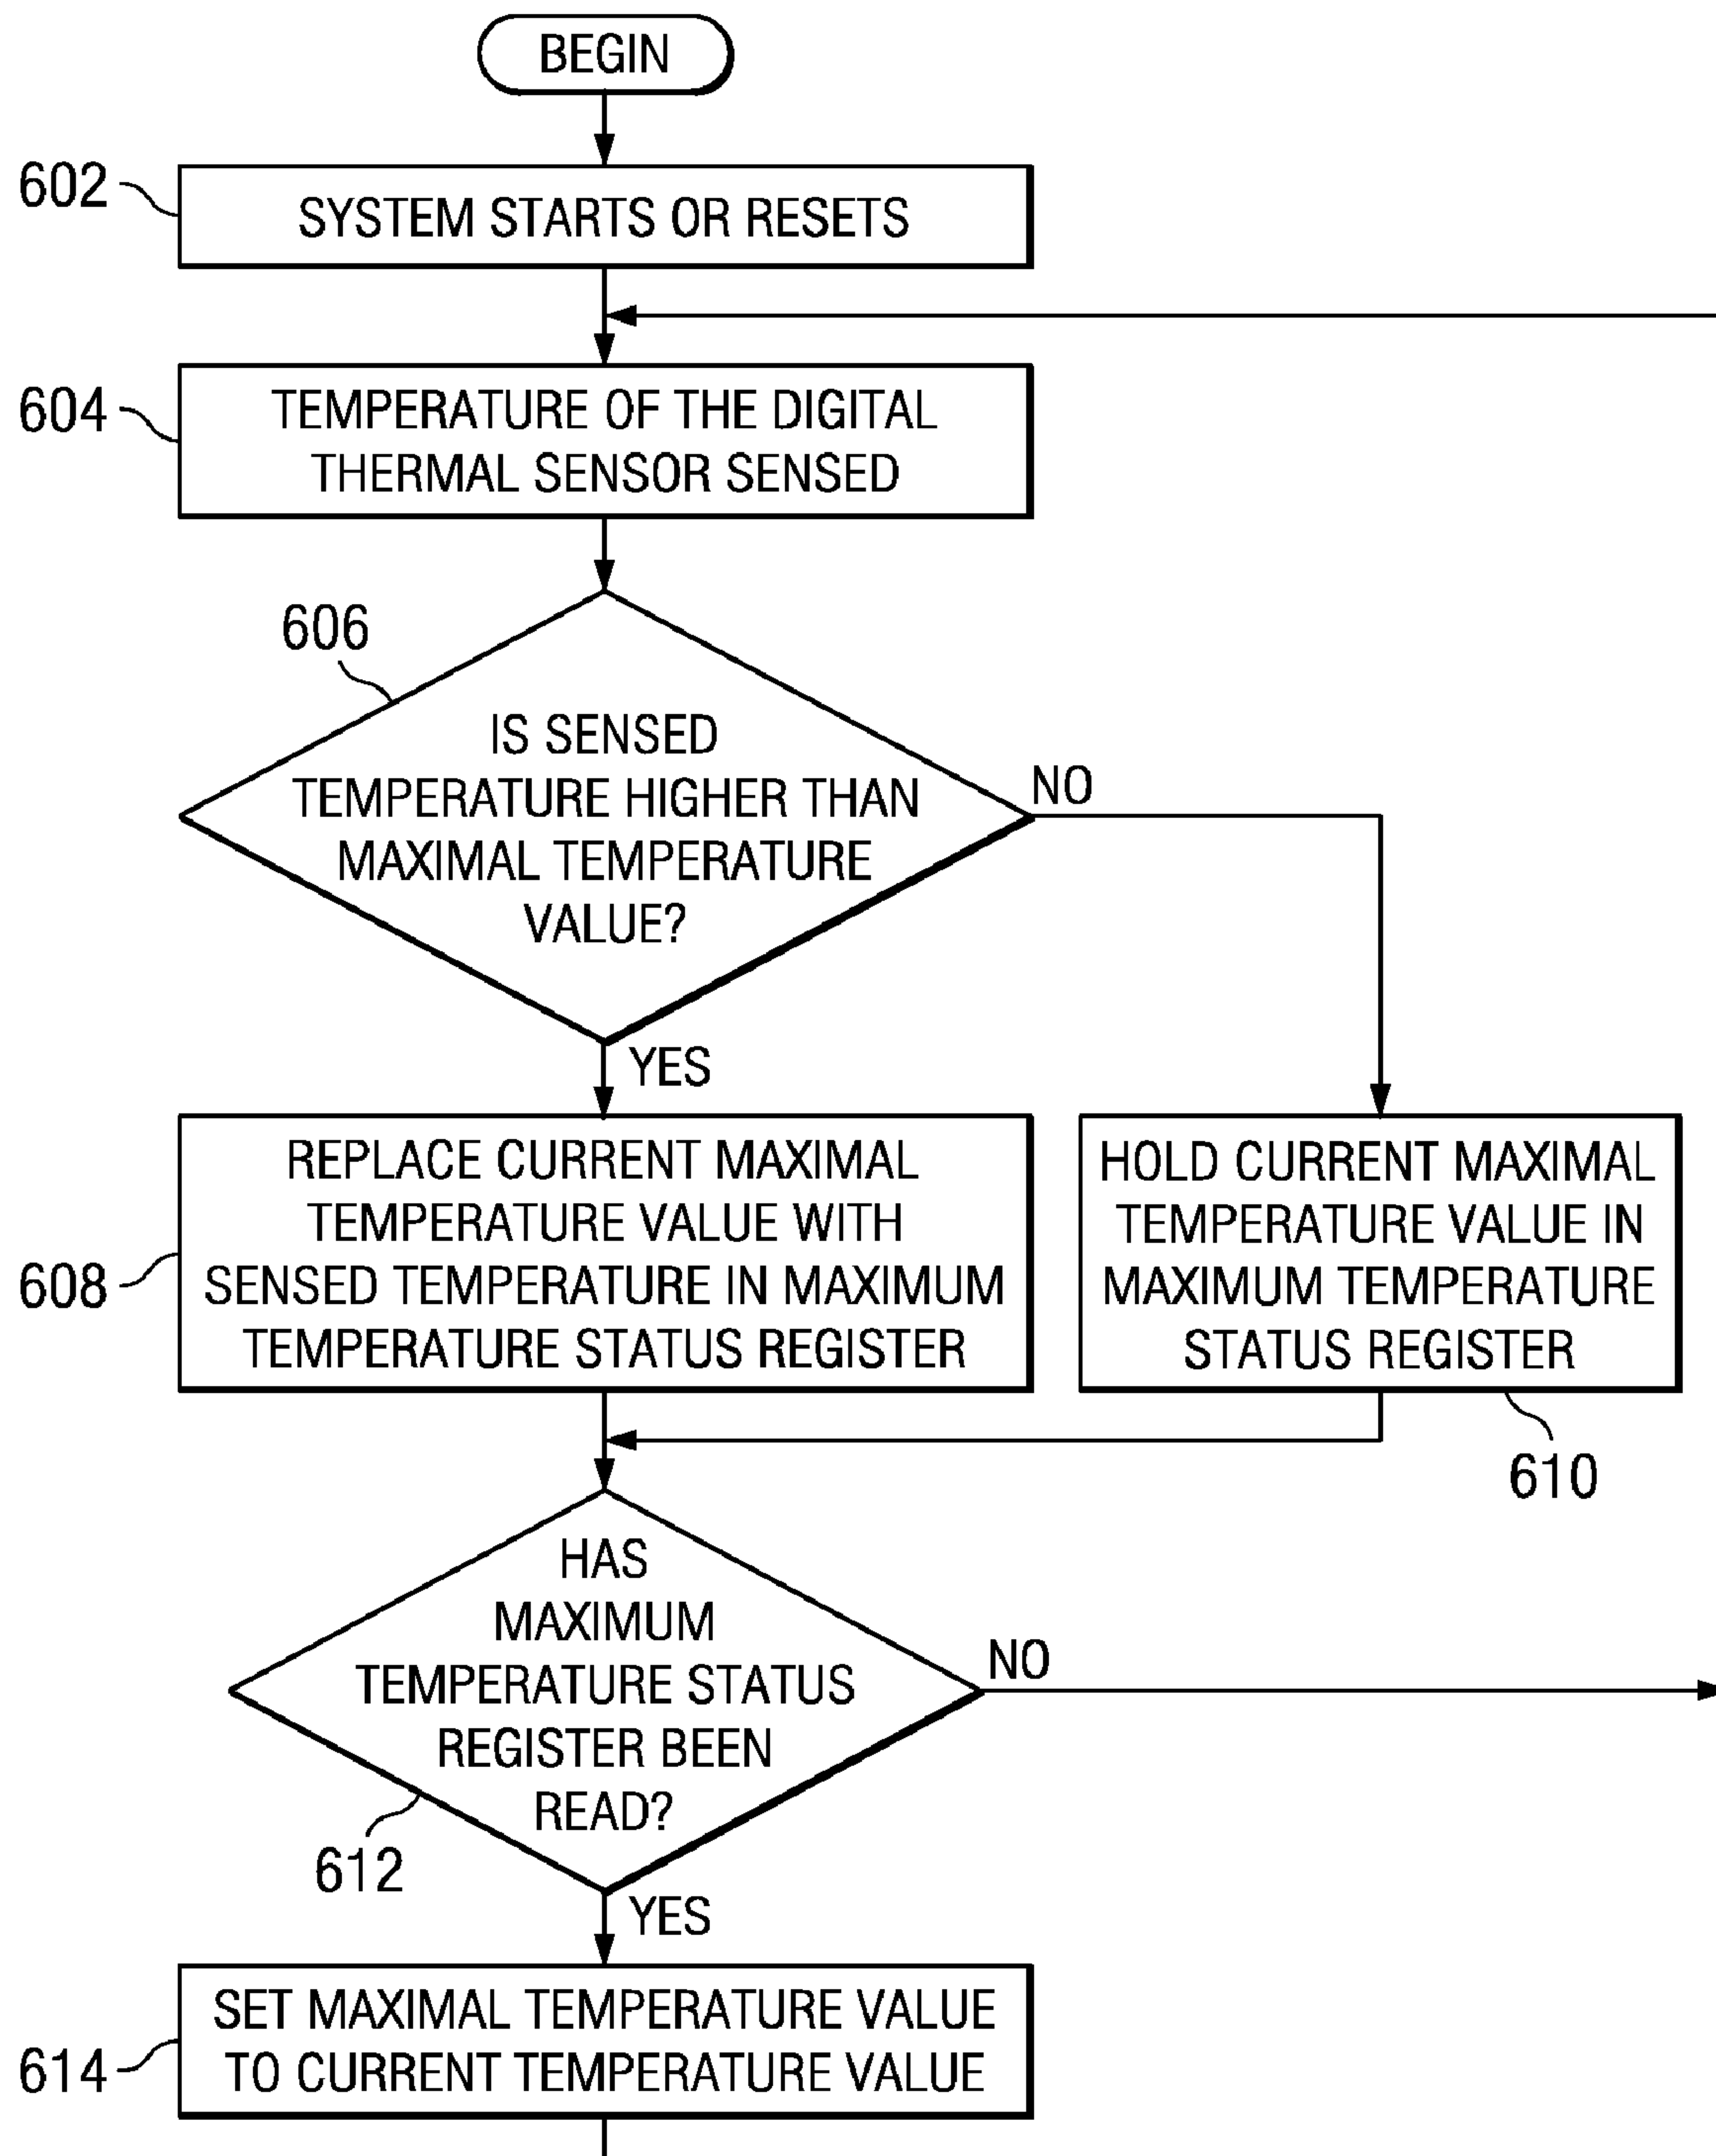 BEGIN
602
SYSTEM STARTS OR RESETS
604
TEMPERATURE OF THE DIGITAL
THERMAL SENSOR SENSED
606
IS SENSED
TEMPERATURE HIGHER THAN
MAXIMAL TEMPERATURE
VALUE?
NO
YES
608
REPLACE CURRENT MAXIMAL
TEMPERATURE VALUE WITH
SENSED TEMPERATURE IN MAXIMUM
TEMPERATURE STATUS REGISTER
HOLD CURRENT MAXIMAL
TEMPERATURE VALUE IN
MAXIMUM TEMPERATURE
STATUS REGISTER
610
HAS
MAXIMUM
TEMPERATURE STATUS
REGISTER BEEN
READ?
NO
612
YES
614
SET MAXIMAL TEMPERATURE VALUE
TO CURRENT TEMPERATURE VALUE